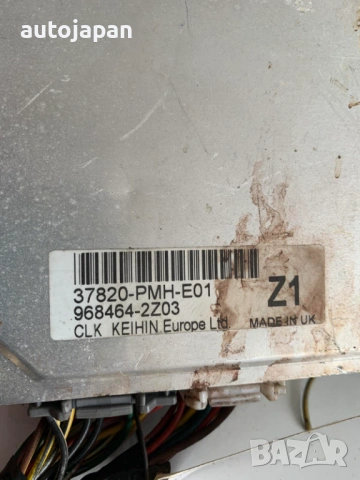 autojapan
37820-PMH-E01
968464-2Z03
Z1
CLK KEIHIN Europe Ltd.
MADE IN UK
BAZAR